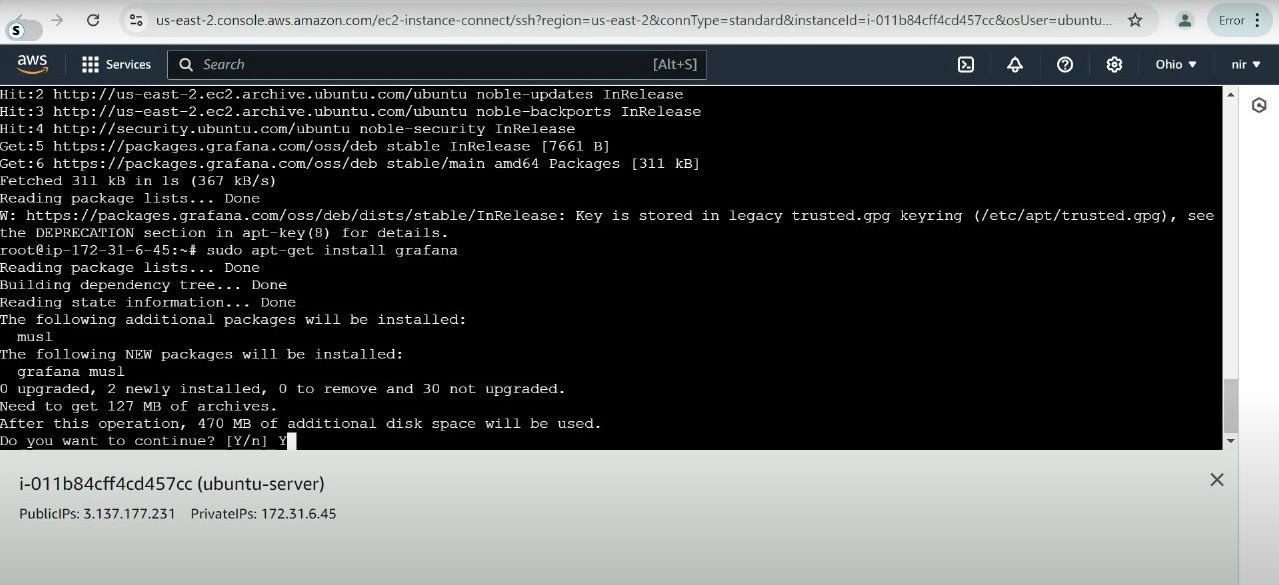 us-east-2.console.aws.amazon.com/ec2-instance-connect/ssh?region=us-east-2&connType=standard&instanceId=i-011b84cff4cd457cc&osUser=ubuntu...
Error
S
aws
Services
Search
[Alt+S]
Ohio
nir
Hit:2 http://us-east-2.ec2.archive.ubuntu.com/ubuntu noble-updates InRelease
Hit:3 http://us-east-2.ec2.archive.ubuntu.com/ubuntu noble-backports InRelease
Hit:4 http://security.ubuntu.com/ubuntu noble-security InRelease
Get:5 https://packages.grafana.com/oss/deb stable InRelease [7661 B]
Get:6 https://packages.grafana.com/oss/deb stable/main amd64 Packages [311 kB]
Fetched 311 kB in 1s (367 kB/s)
Reading package lists... Done
W: https://packages.grafana.com/oss/deb/dists/stable/InRelease: Key is stored in legacy trusted.gpg keyring (/etc/apt/trusted.gpg), see
the DEPRECATION section in apt-key(8) for details.
root@ip-172-31-6-45:~# sudo apt-get install grafana
Reading package lists... Done
Building dependency tree... Done
Reading state information... Done
The following additional packages will be installed:
  musl
The following NEW packages will be installed:
  grafana musl
0 upgraded, 2 newly installed, 0 to remove and 30 not upgraded.
Need to get 127 MB of archives.
After this operation, 470 MB of additional disk space will be used.
Do you want to continue? [Y/n] Y
i-011b84cff4cd457cc (ubuntu-server)
PublicIPs: 3.137.177.231 PrivateIPs: 172.31.6.45